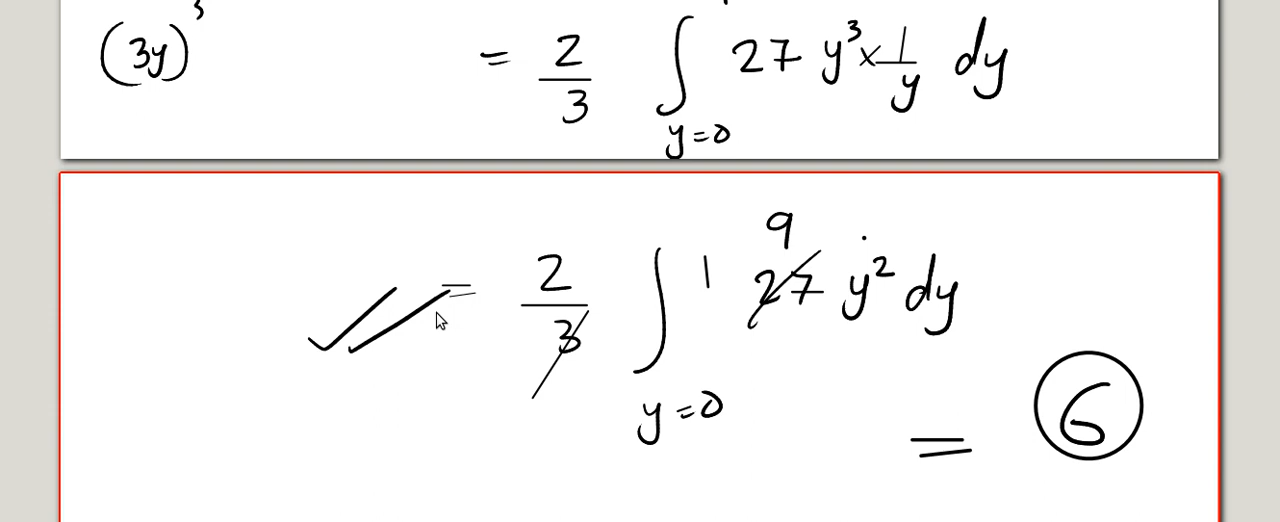 (3y)³ = 2/3 ∫ y=0 27 y³ × 1/y dy
= 2/3 ∫ y=0 1 27 9 y² dy
= 6